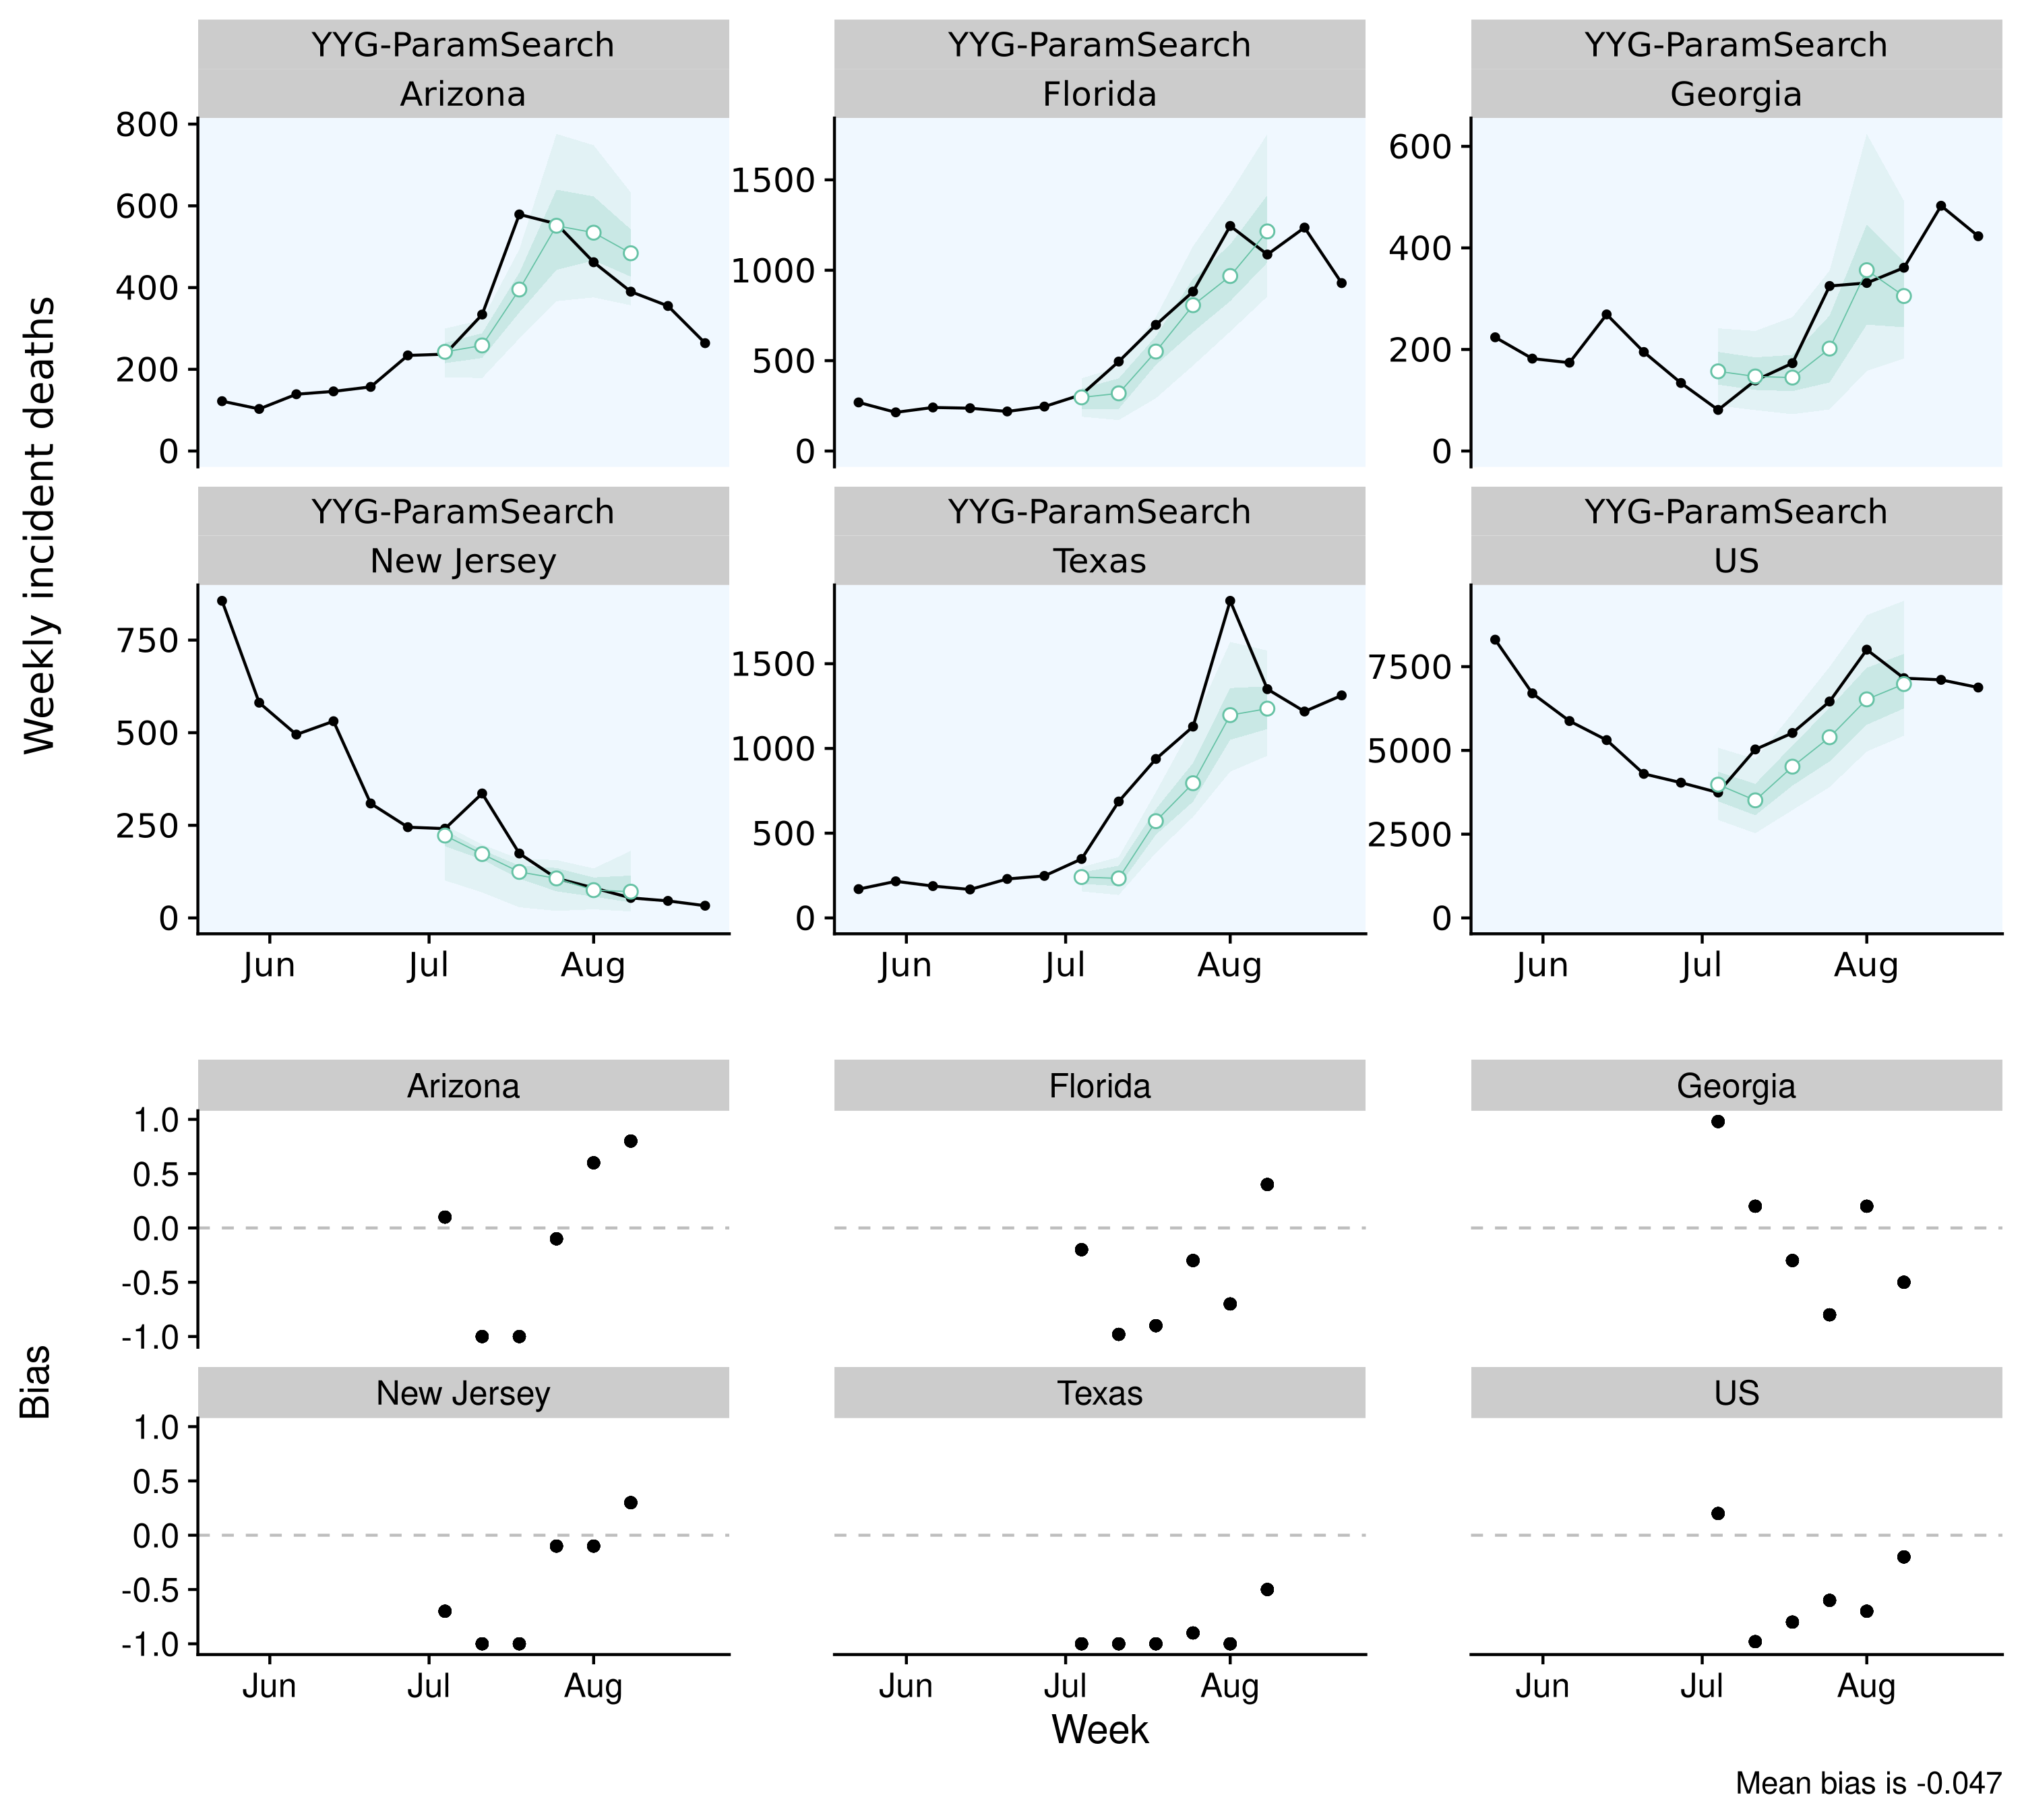 YYG-ParamSearch YYG-ParamSearch YYG-ParamSearch
Arizona Florida Georgia
800
600
400
200
0
1500
1000
500
0
600
400
200
0
Weekly incident deaths
YYG-ParamSearch YYG-ParamSearch YYG-ParamSearch
New Jersey Texas US
750
500
250
0
1500
1000
500
0
7500
5000
2500
0
Jun Jul Aug Jun Jul Aug Jun Jul Aug
Arizona Florida Georgia
1.0
0.5
0.0
-0.5
-1.0
Bias
New Jersey Texas US
1.0
0.5
0.0
-0.5
-1.0
Jun Jul Aug Jun Jul Aug Jun Jul Aug
Week
Mean bias is -0.047